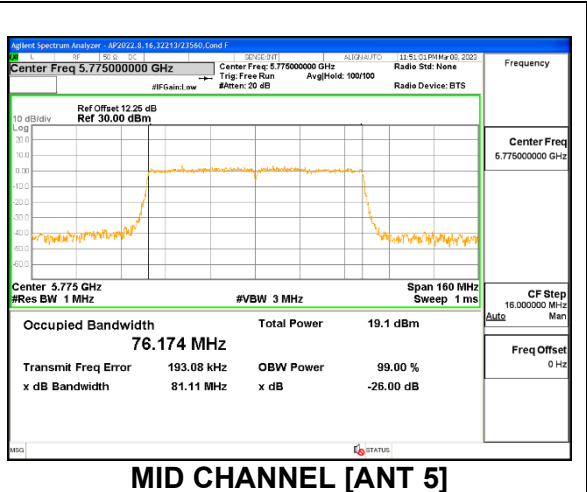 Agilent Spectrum Analyzer - AP2022.8.16,32213/23560,Cond F
L RF 50 Ω DC SENSE:INT ALIGNAUTO 11:51:01 PM Mar 08, 2023
Center Freq 5.775000000 GHz Center Freq: 5.775000000 GHz Radio Std: None Frequency
Trig: Free Run Avg|Hold: 100/100
#IFGain:Low #Atten: 20 dB Radio Device: BTS
Ref Offset 12.25 dB
10 dB/div Ref 30.00 dBm
Log
20.0
10.0
0.00
-10.0
-20.0
-30.0
-40.0
-50.0
-60.0
Center Freq
5.775000000 GHz
Center 5.775 GHz Span 160 MHz
#Res BW 1 MHz #VBW 3 MHz Sweep 1 ms
CF Step
16.000000 MHz
Auto Man
Occupied Bandwidth Total Power 19.1 dBm
76.174 MHz
Freq Offset
0 Hz
Transmit Freq Error 193.08 kHz OBW Power 99.00 %
x dB Bandwidth 81.11 MHz x dB -26.00 dB
MSG STATUS
MID CHANNEL [ANT 5]